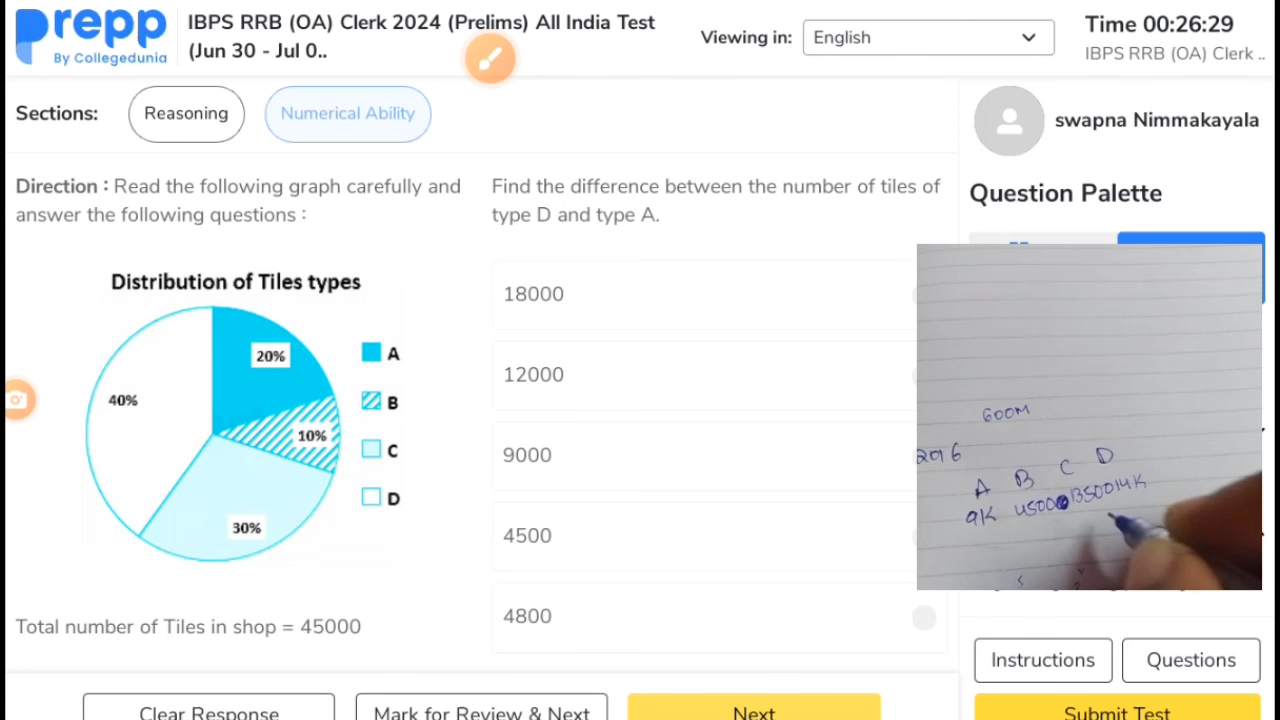 prepp
By Collegedunia
IBPS RRB (OA) Clerk 2024 (Prelims) All India Test
(Jun 30 - Jul 0..
Viewing in:
English
Time 00:26:29
IBPS RRB (OA) Clerk ..
Sections:
Reasoning
Numerical Ability
swapna Nimmakayala
Question Palette
Direction : Read the following graph carefully and
answer the following questions :
Distribution of Tiles types
20%
10%
30%
40%
A
B
C
D
Total number of Tiles in shop = 45000
Find the difference between the number of tiles of
type D and type A.
18000
12000
9000
4500
4800
600M
A B C D
9K 4500 13500 14K
Clear Response
Mark for Review & Next
Next
Instructions
Questions
Submit Test